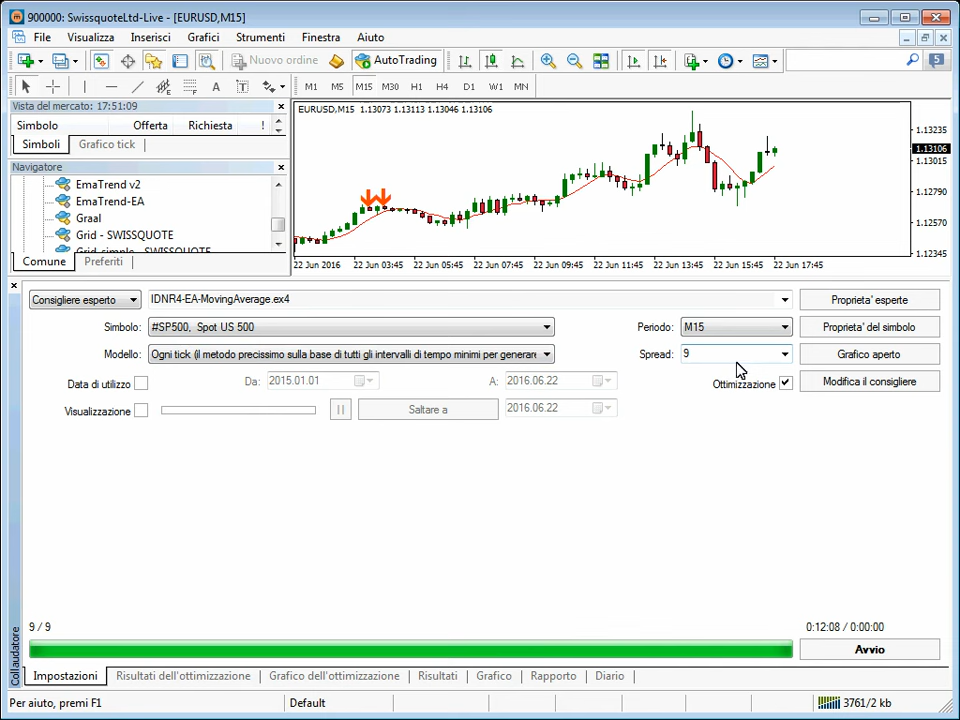 900000: SwissquoteLtd-Live - [EURUSD,M15]
File Visualizza Inserisci Grafici Strumenti Finestra Aiuto
Nuovo ordine AutoTrading 5
A T M1 M5 M15 M30 H1 H4 D1 W1 MN
Vista del mercato: 17:51:09
Simbolo Offerta Richiesta !
Simboli Grafico tick
Navigatore
EmaTrend v2
EmaTrend-EA
Graal
Grid - SWISSQUOTE
Grid-simple - SWISSQUOTE
Comune Preferiti
EURUSD,M15 1.13073 1.13113 1.13046 1.13106
1.13235
1.13106
1.13015
1.12790
1.12570
1.12345
22 Jun 2016 22 Jun 03:45 22 Jun 05:45 22 Jun 07:45 22 Jun 09:45 22 Jun 11:45 22 Jun 13:45 22 Jun 15:45 22 Jun 17:45
Consigliere esperto IDNR4-EA-MovingAverage.ex4 Proprieta' esperte
Simbolo: #SP500, Spot US 500 Periodo: M15 Proprieta' del simbolo
Modello: Ogni tick (il metodo precissimo sulla base di tutti gli intervalli di tempo minimi per generare Spread: 9 Grafico aperto
Data di utilizzo Da: 2015.01.01 A: 2016.06.22 Ottimizzazione Modifica il consigliere
Visualizzazione Saltare a 2016.06.22
9 / 9 0:12:08 / 0:00:00
Avvio
Collaudatore
Impostazioni Risultati dell'ottimizzazione Grafico dell'ottimizzazione Risultati Grafico Rapporto Diario
Per aiuto, premi F1 Default 3761/2 kb